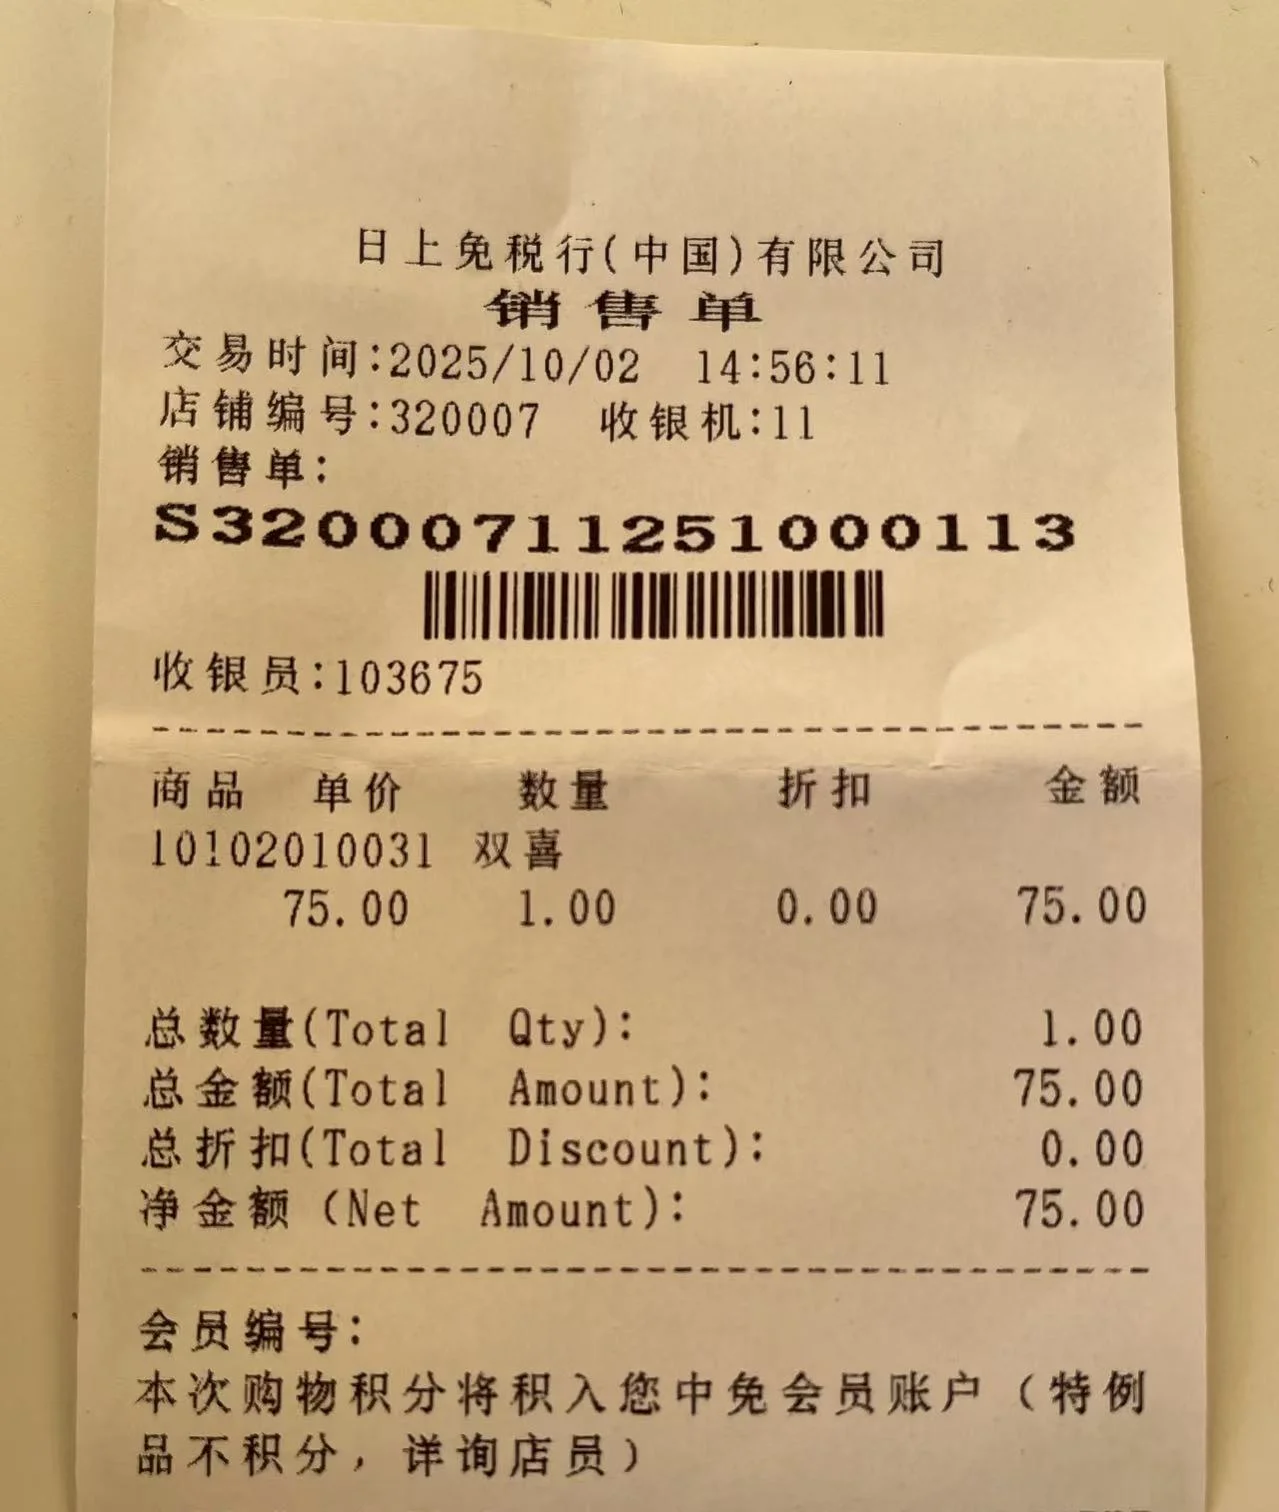 日上免税行(中国)有限公司
销售单
交易时间:2025/10/02 14:56:11
店铺编号:320007 收银机:11
销售单:
S32000711251000113
收银员:103675
商品 单价 数量 折扣 金额
10102010031 双喜
75.00 1.00 0.00 75.00
总数量(Total Qty): 1.00
总金额(Total Amount): 75.00
总折扣(Total Discount): 0.00
净金额 (Net Amount): 75.00
会员编号:
本次购物积分将积入您中免会员账户（特例
品不积分，详询店员）